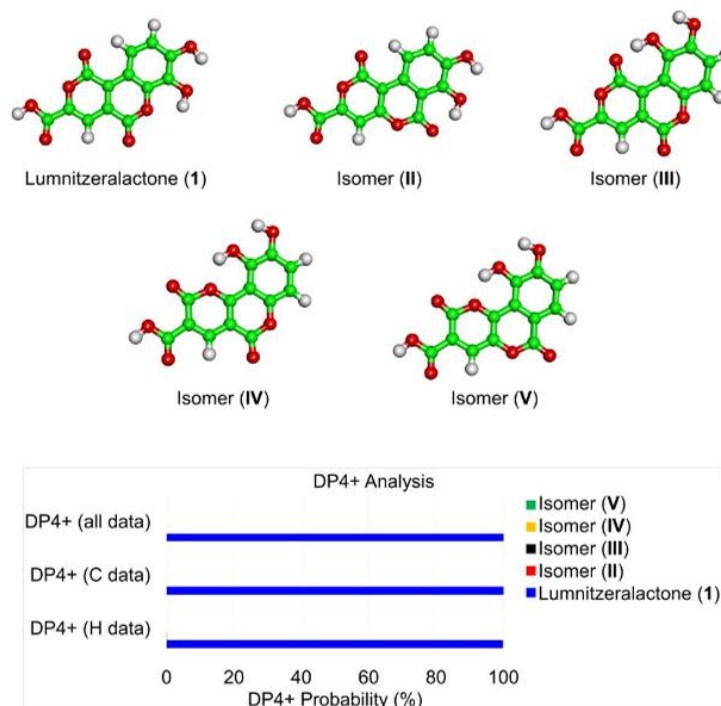 Lumnitzeralactone (1)
Isomer (II)
Isomer (III)
Isomer (IV)
Isomer (V)
DP4+ Analysis
DP4+ (all data)
DP4+ (C data)
DP4+ (H data)
0 20 40 60 80 100
DP4+ Probability (%)
Isomer (V)
Isomer (IV)
Isomer (III)
Isomer (II)
Lumnitzeralactone (1)